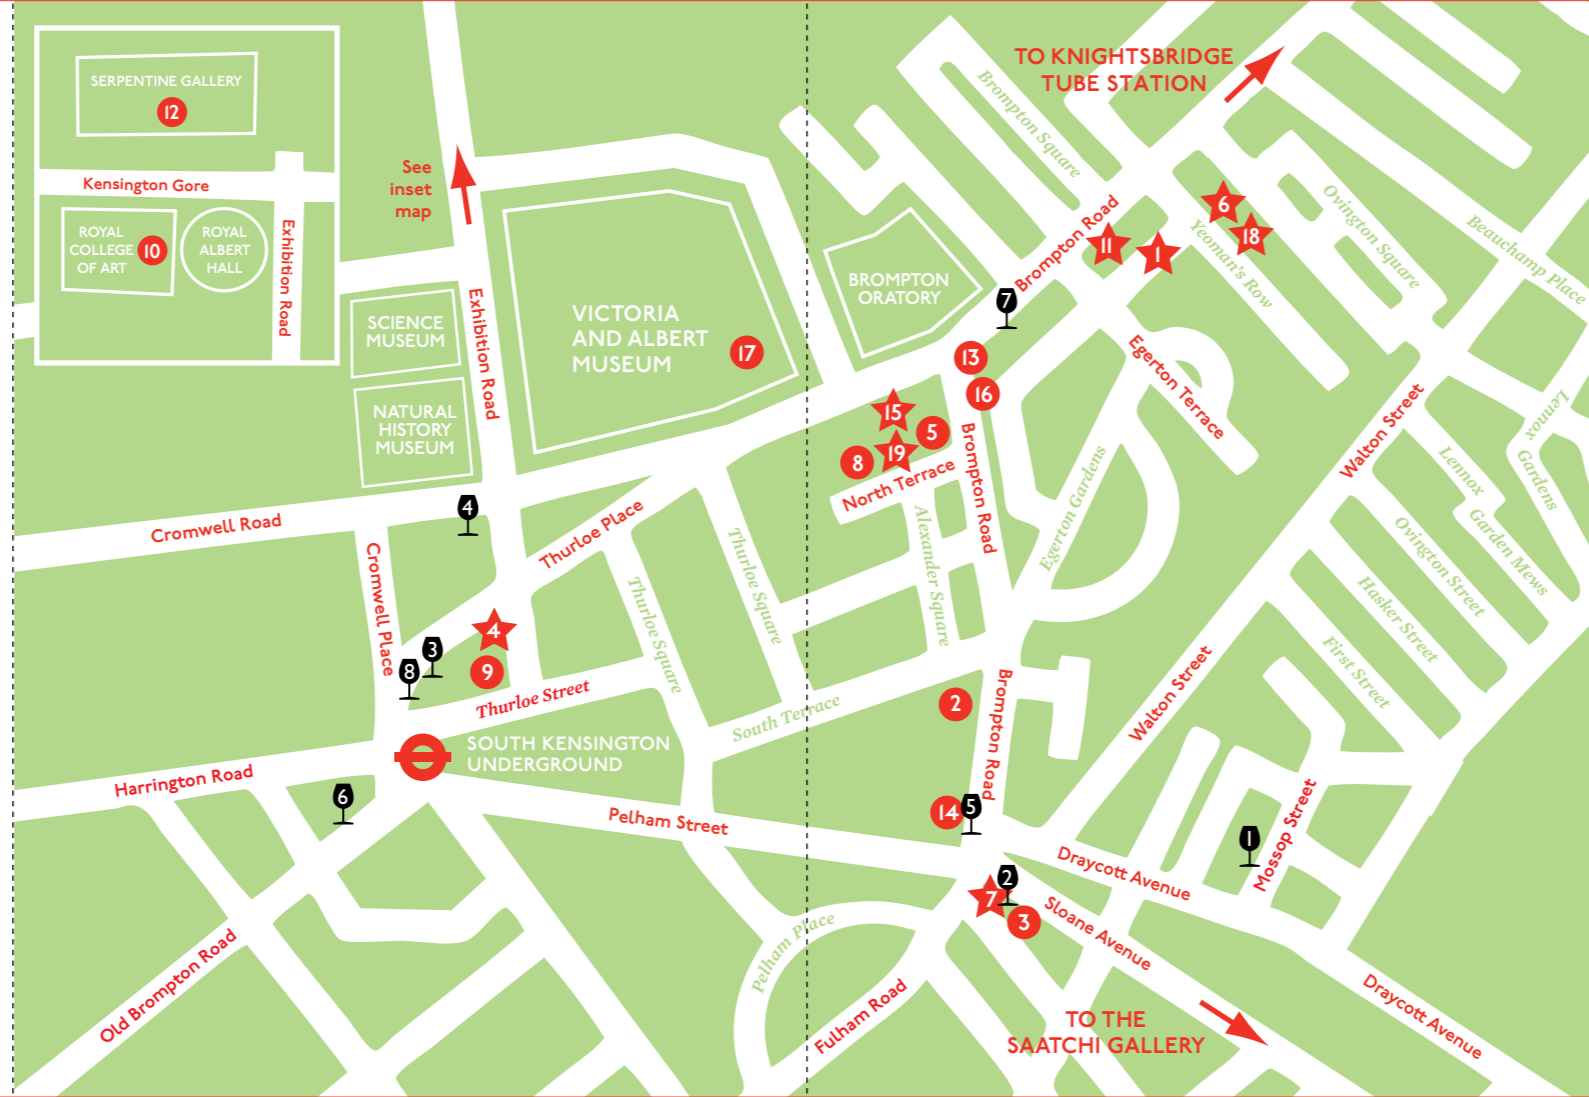 SERPENTINE GALLERY
12
Kensington Gore
ROYAL
COLLEGE
OF ART
10
ROYAL
ALBERT
HALL
Exhibition Road
See
inset
map
Exhibition Road
SCIENCE
MUSEUM
NATURAL
HISTORY
MUSEUM
VICTORIA
AND ALBERT
MUSEUM
17
BROMPTON
ORATORY
Brompton Square
TO KNIGHTSBRIDGE
TUBE STATION
Brompton Road
11
1
6
18
Yeoman's Row
Ovington Square
Beauchamp Place
7
13
16
15
5
8
19
North Terrace
Brompton Road
Alexander Square
Egerton Gardens
Egerton Terrace
Walton Street
Lennox
Gardens
Lennox
Garden Mews
Ovington Street
Hasker Street
First Street
Walton Street
Cromwell Road
4
Cromwell Place
Thurloe Place
Thurloe Square
Thurloe Square
4
3
8
9
Thurloe Street
South Terrace
2
Brompton Road
SOUTH KENSINGTON
UNDERGROUND
Harrington Road
6
Pelham Street
14
5
Draycott Avenue
1
Mossop Street
2
7
3
Sloane Avenue
Pelham Place
Old Brompton Road
Fulham Road
TO THE
SAATCHI GALLERY
Draycott Avenue